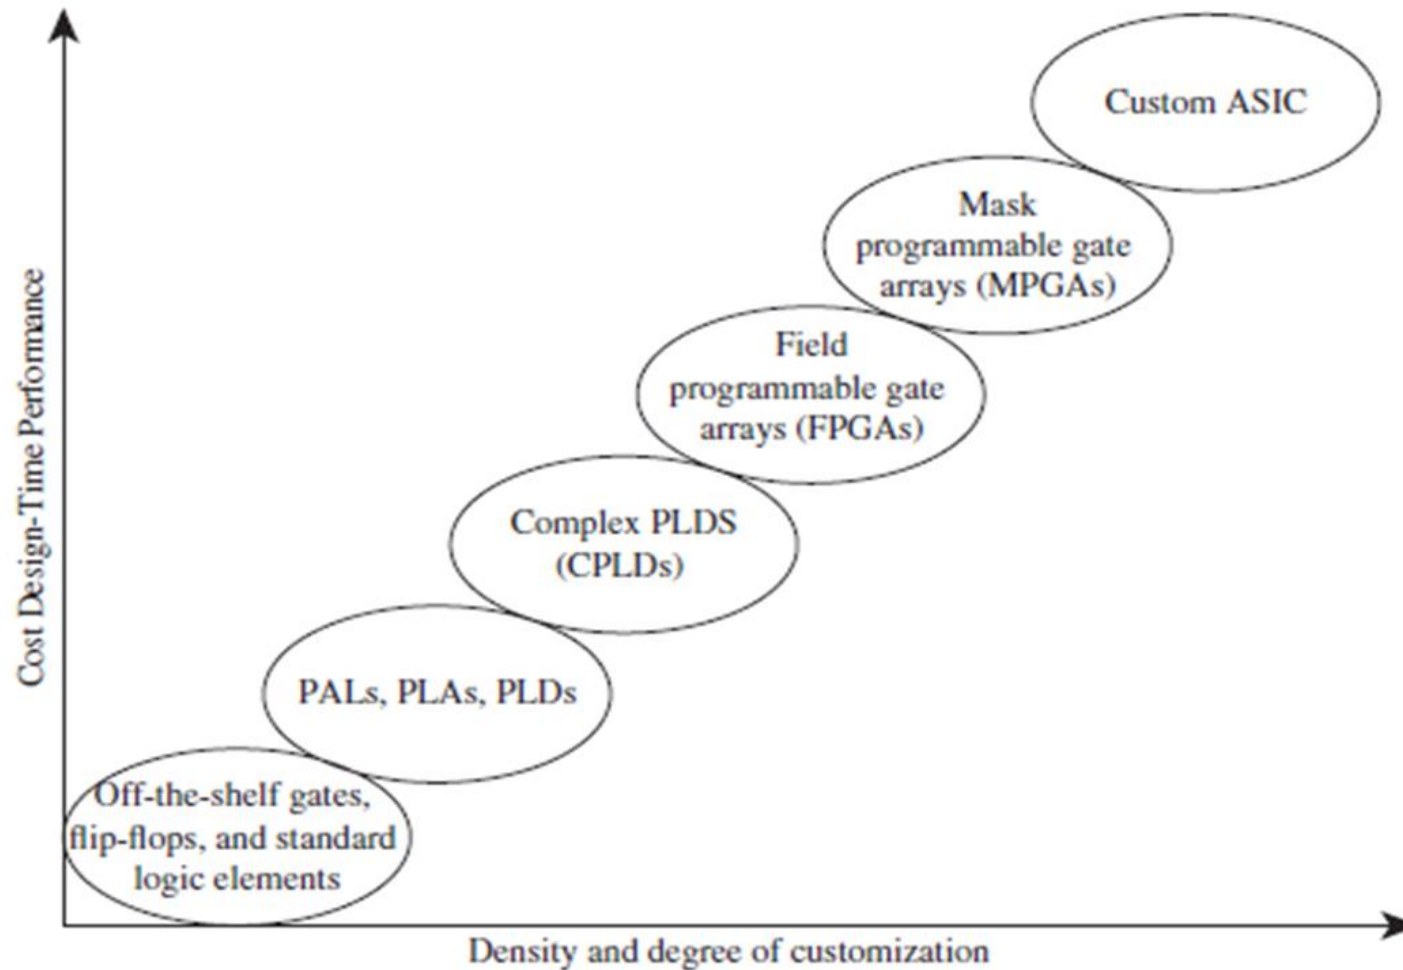 Custom ASIC
Mask
programmable gate
arrays (MPGAs)
Field
programmable gate
arrays (FPGAs)
Complex PLDS
(CPLDs)
PALs, PLAs, PLDs
Off-the-shelf gates,
flip-flops, and standard
logic elements
Cost Design-Time Performance
Density and degree of customization